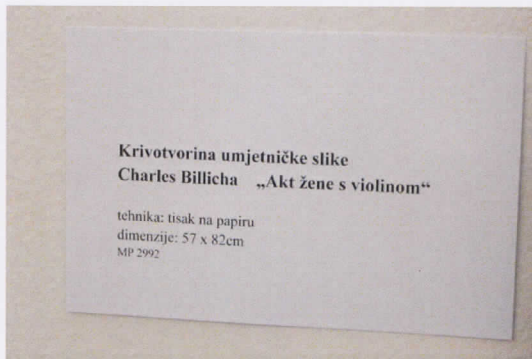 Krivotvorina umjetničke slike
Charles Billicha „Akt žene s violinom“
tehnika: tisak na papiru
dimenzije: 57 x 82cm
MP 2992